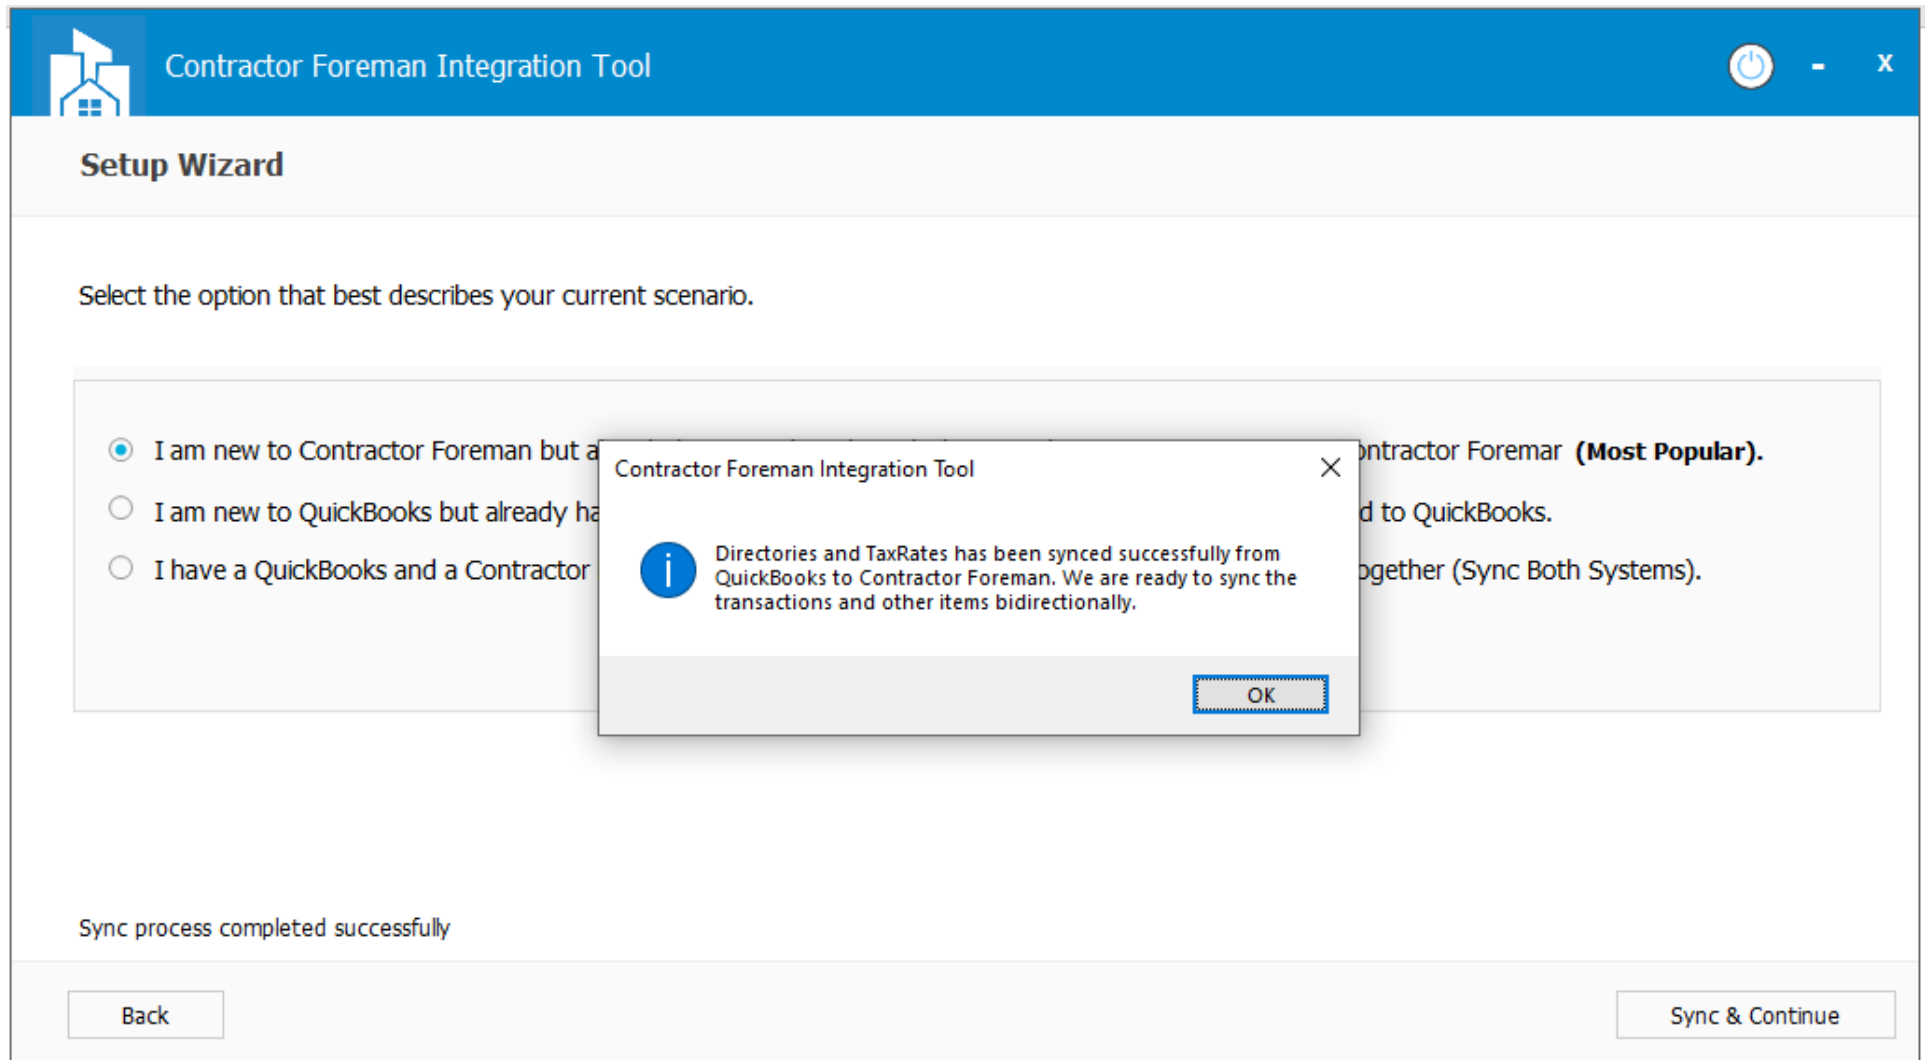 Contractor Foreman Integration Tool
- x
Setup Wizard
Select the option that best describes your current scenario.
I am new to Contractor Foreman but a
ontractor Foremar (Most Popular).
I am new to QuickBooks but already ha
d to QuickBooks.
I have a QuickBooks and a Contractor
ogether (Sync Both Systems).
Contractor Foreman Integration Tool
Directories and TaxRates has been synced successfully from
QuickBooks to Contractor Foreman. We are ready to sync the
transactions and other items bidirectionally.
OK
Sync process completed successfully
Back
Sync & Continue